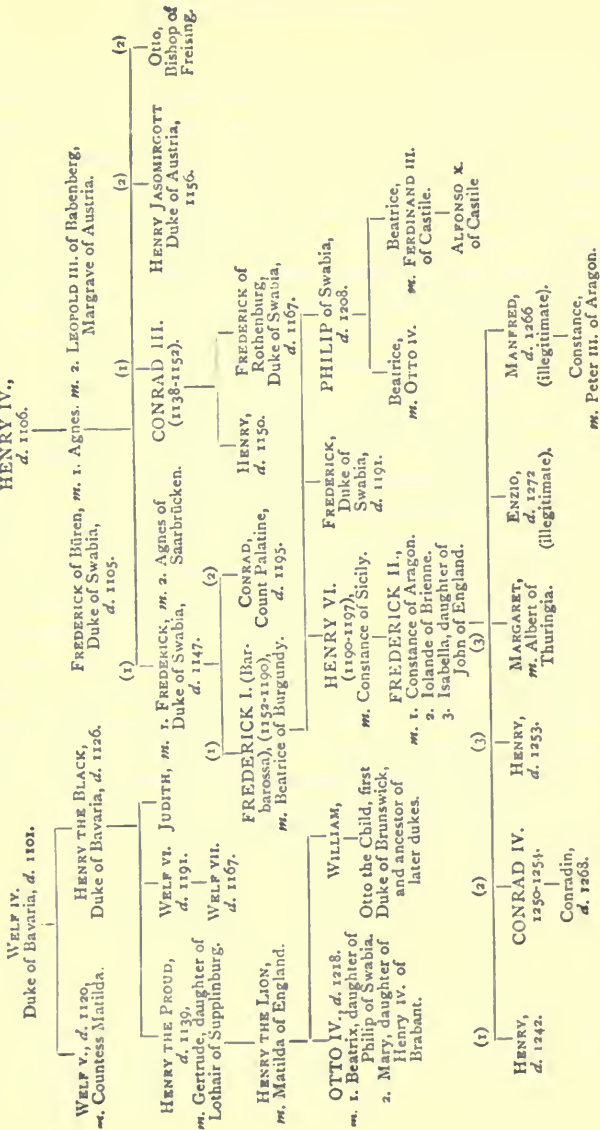 WELF IV.
Duke of Bavaria, d. 1101.
HENRY IV.,
d. 1106.
WELF V., d. 1120,
m. Countess Matilda.
HENRY THE BLACK,
Duke of Bavaria, d. 1126.
FREDERICK of Büren, m. 1. Agnes. m. 2. LEOPOLD III. of Babenberg,
Duke of Swabia,
d. 1105.
Margrave of Austria.
HENRY THE PROUD,
d. 1139,
m. Gertrude, daughter of
Lothair of Supplinburg.
WELF VI.
d. 1191.
WELF VII.
d. 1167.
JUDITH, m. 1. FREDERICK, m. 2. Agnes of
Duke of Swabia, Saarbrücken.
d. 1147.
(1)
(1)
CONRAD III.
(1138-1152).
(2)
HENRY JASOMIRGOTT
Duke of Austria,
1156.
(2)
Otto,
Bishop of
Freising.
HENRY THE LION,
m. Matilda of England.
(1)
FREDERICK I. (Bar-
barossa), (1152-1190),
m. Beatrice of Burgundy.
(2)
CONRAD,
Count Palatine,
d. 1195.
HENRY,
d. 1150.
FREDERICK of
Rothenburg,
Duke of Swabia,
d. 1167.
OTTO IV., d. 1218.
m. 1. Beatrix, daughter of
Philip of Swabia.
2. Mary, daughter of
Henry IV. of
Brabant.
WILLIAM,
Otto the Child, first
Duke of Brunswick,
and ancestor of
later dukes.
HENRY VI.
(1190-1197),
m. Constance of Sicily.
FREDERICK,
Duke of
Swabia,
d. 1191.
PHILIP of Swabia,
d. 1208.
FREDERICK II.,
m. 1. Constance of Aragon.
2. Iolande of Brienne.
3. Isabella, daughter of
John of England.
Beatrice,
m. OTTO IV.
Beatrice,
m. FERDINAND III.
of Castile.
ALFONSO X.
of Castile
(1)
HENRY,
d. 1242.
(2)
CONRAD IV.
1250-1254.
Conradin,
d. 1268.
(3)
HENRY,
d. 1253.
(3)
MARGARET,
m. Albert of
Thuringia.
ENZIO,
d. 1272
(illegitimate).
MANFRED,
d. 1266
(illegitimate).
Constance,
m. Peter III. of Aragon.